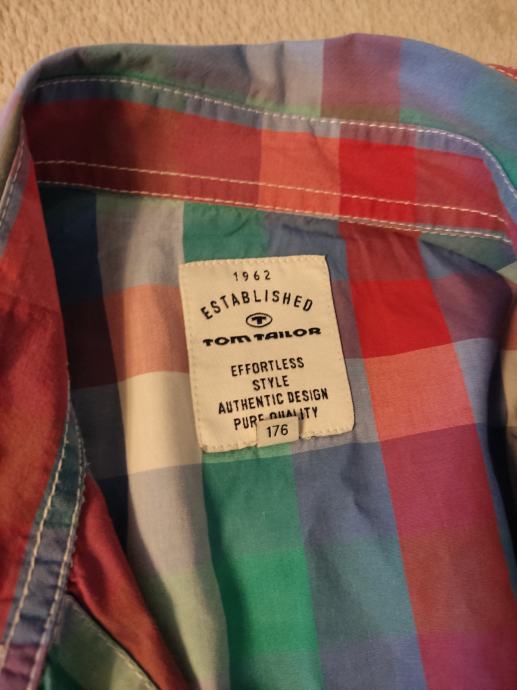 1962
ESTABLISHED
T
TOM TAILOR
EFFORTLESS
STYLE
AUTHENTIC DESIGN
PURE QUALITY
176